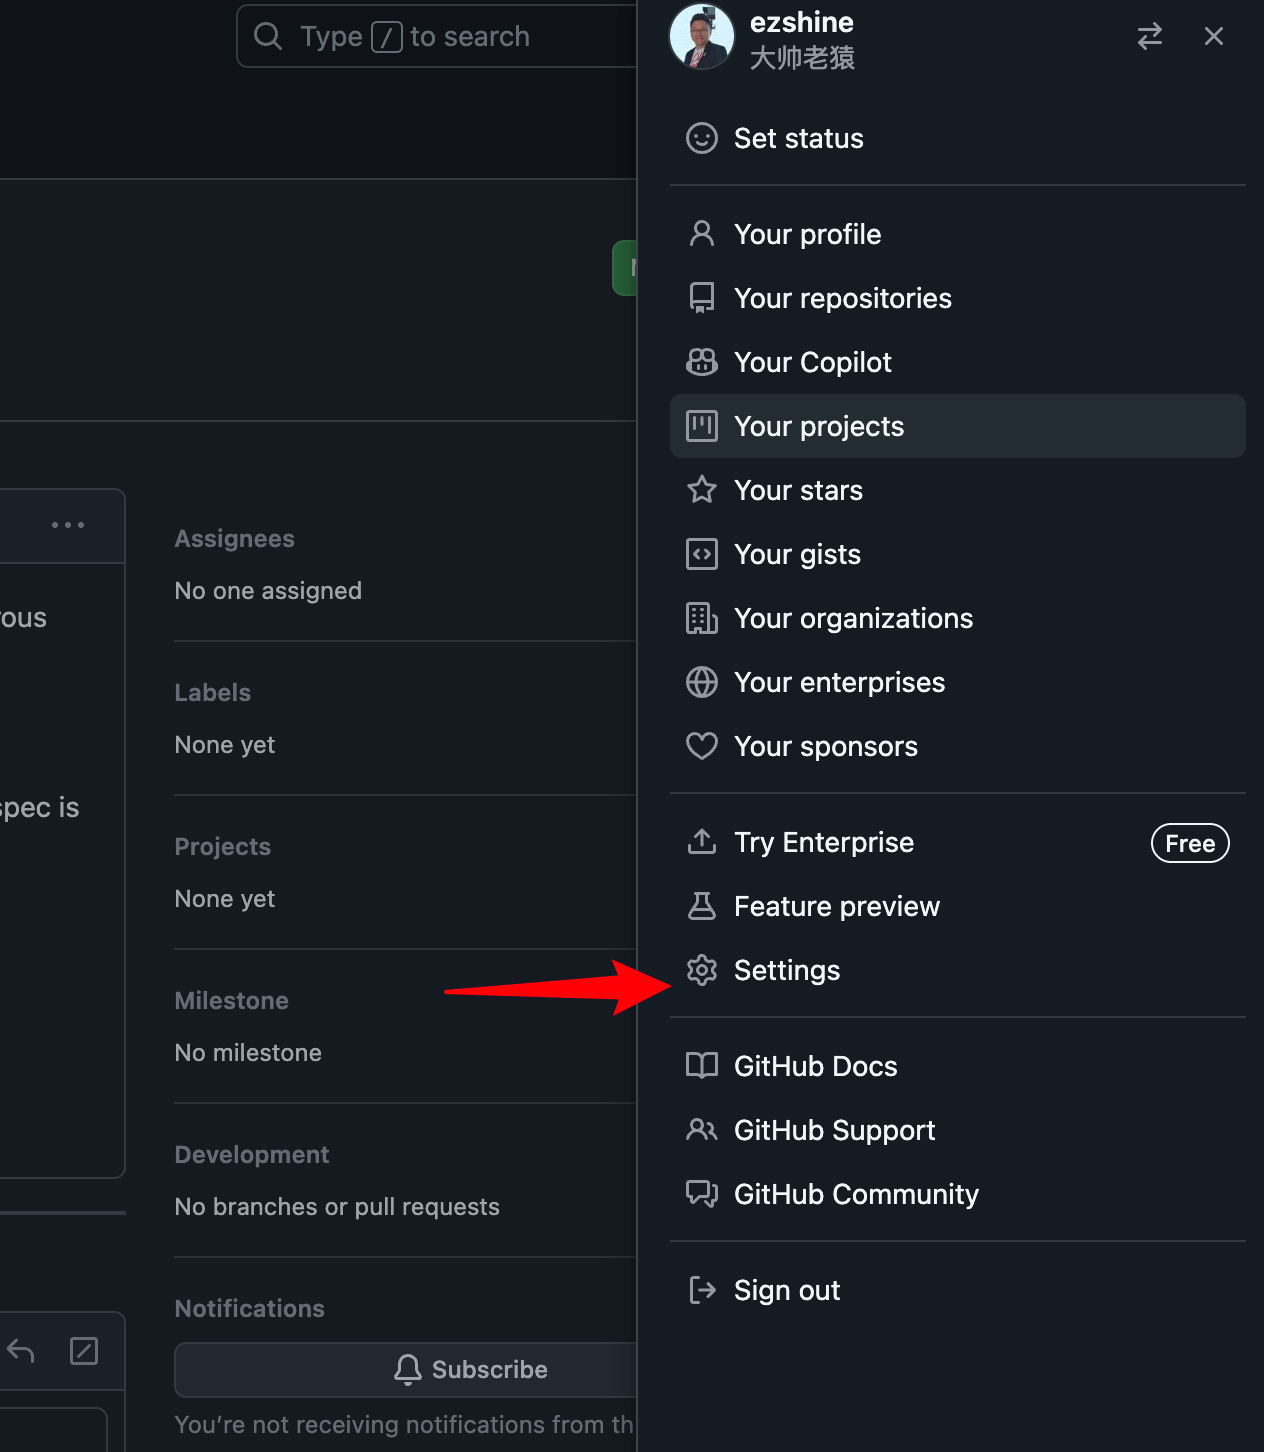 Type / to search
ezshine
大帅老猿
Set status
Your profile
Your repositories
Your Copilot
Your projects
Your stars
Your gists
Your organizations
Your enterprises
Your sponsors
Try Enterprise
Free
Feature preview
Settings
GitHub Docs
GitHub Support
GitHub Community
Sign out
rous
spec is
Assignees
No one assigned
Labels
None yet
Projects
None yet
Milestone
No milestone
Development
No branches or pull requests
Notifications
Subscribe
You’re not receiving notifications from th